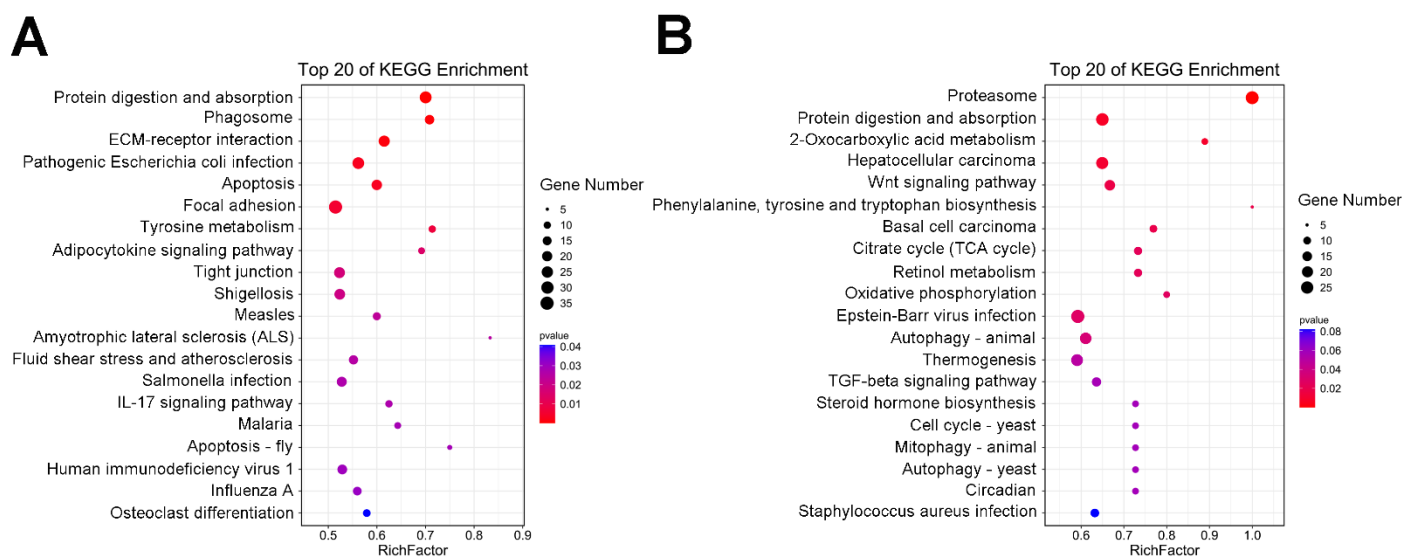 A
Top 20 of KEGG Enrichment
Protein digestion and absorption
Phagosome
ECM-receptor interaction
Pathogenic Escherichia coli infection
Apoptosis
Focal adhesion
Tyrosine metabolism
Adipocytokine signaling pathway
Tight junction
Shigellosis
Measles
Amyotrophic lateral sclerosis (ALS)
Fluid shear stress and atherosclerosis
Salmonella infection
IL-17 signaling pathway
Malaria
Apoptosis - fly
Human immunodeficiency virus 1
Influenza A
Osteoclast differentiation
0.5 0.6 0.7 0.8 0.9
RichFactor
Gene Number
5
10
15
20
25
30
35
pvalue
0.04
0.03
0.02
0.01
B
Top 20 of KEGG Enrichment
Proteasome
Protein digestion and absorption
2-Oxocarboxylic acid metabolism
Hepatocellular carcinoma
Wnt signaling pathway
Phenylalanine, tyrosine and tryptophan biosynthesis
Basal cell carcinoma
Citrate cycle (TCA cycle)
Retinol metabolism
Oxidative phosphorylation
Epstein-Barr virus infection
Autophagy - animal
Thermogenesis
TGF-beta signaling pathway
Steroid hormone biosynthesis
Cell cycle - yeast
Mitophagy - animal
Autophagy - yeast
Circadian
Staphylococcus aureus infection
0.6 0.7 0.8 0.9 1.0
RichFactor
Gene Number
5
10
15
20
25
pvalue
0.08
0.06
0.04
0.02